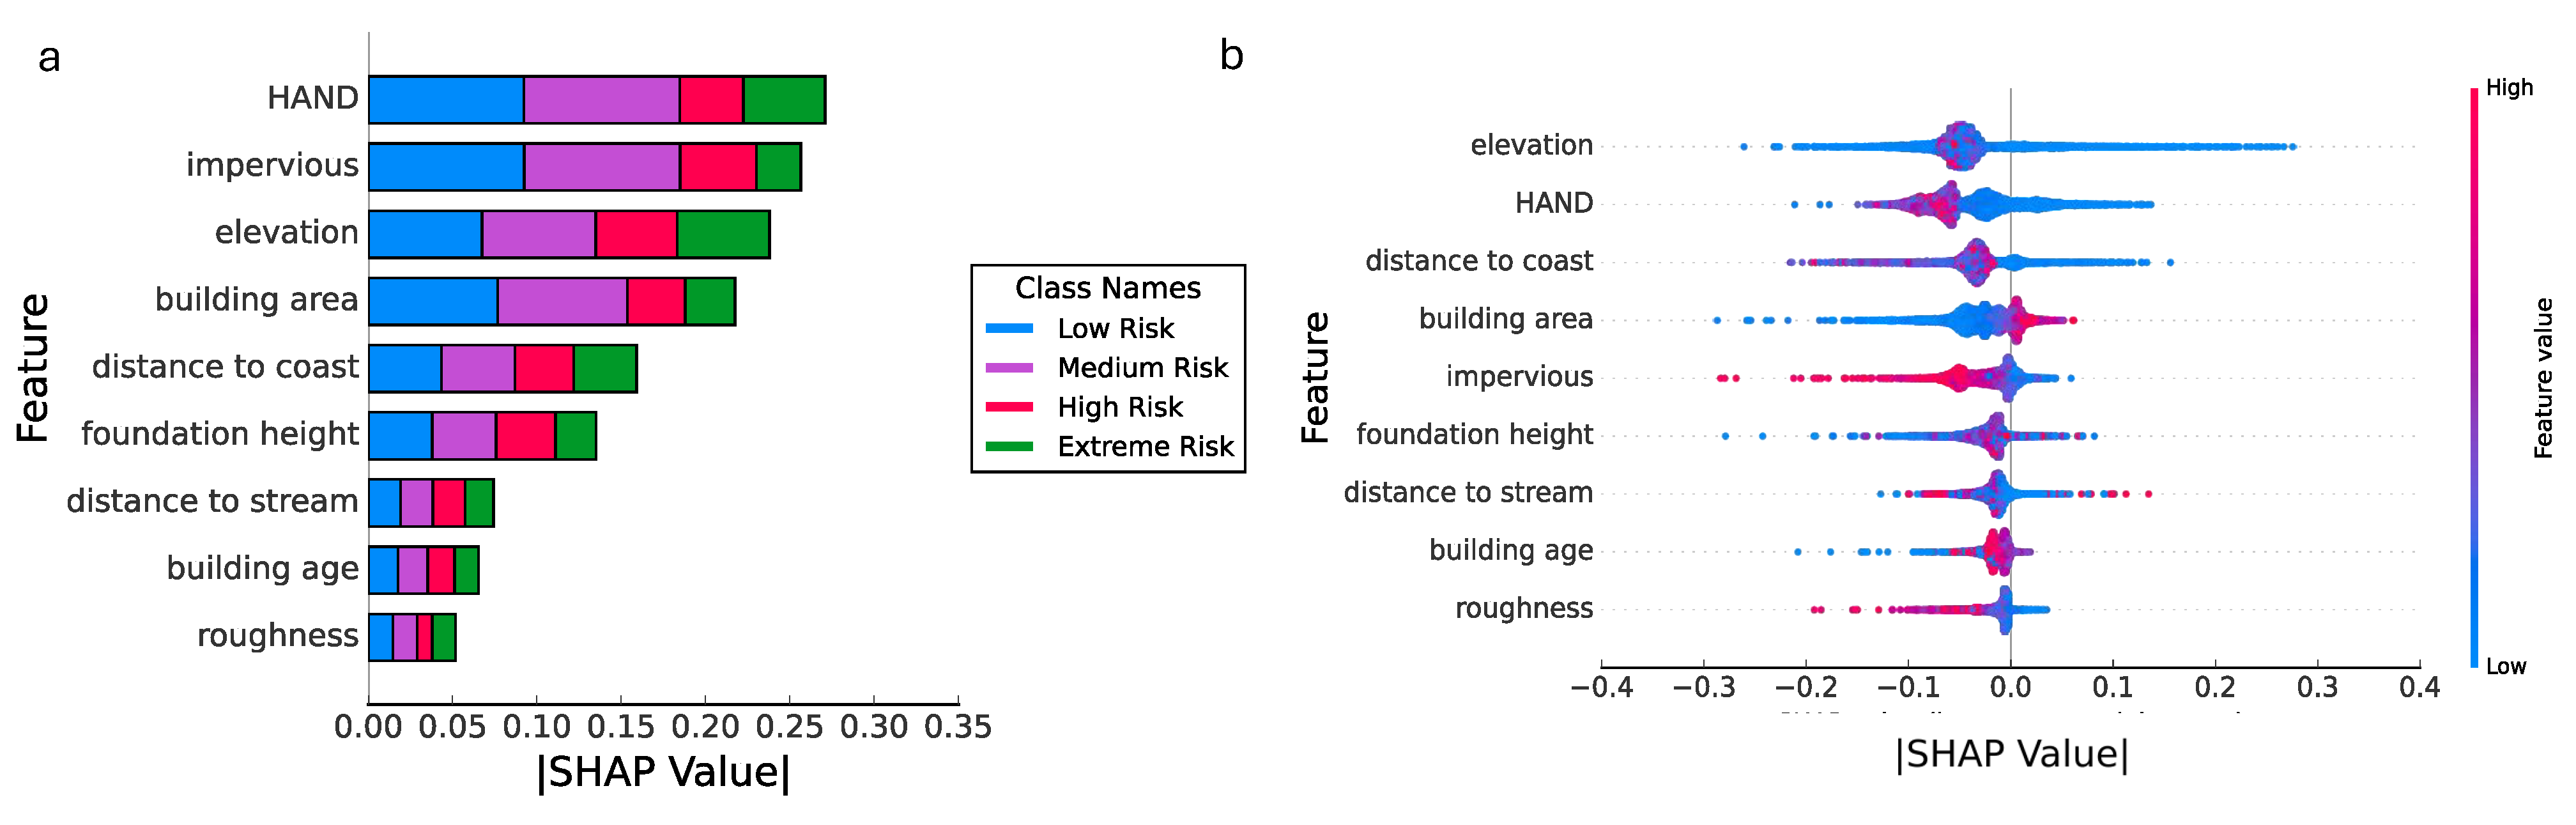 a
HAND
impervious
elevation
building area
distance to coast
foundation height
distance to stream
building age
roughness
Feature
0.00 0.05 0.10 0.15 0.20 0.25 0.30 0.35
|SHAP Value|
Class Names
Low Risk
Medium Risk
High Risk
Extreme Risk
b
elevation
HAND
distance to coast
building area
impervious
foundation height
distance to stream
building age
roughness
Feature
−0.4 −0.3 −0.2 −0.1 0.0 0.1 0.2 0.3 0.4
|SHAP Value|
High
Low
Feature value